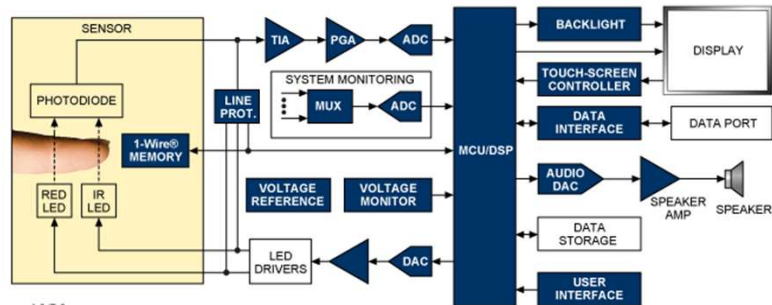 SENSOR
PHOTODIODE
1-Wire®
MEMORY
RED
LED
IR
LED
LINE
PROT.
TIA
PGA
ADC
SYSTEM MONITORING
MUX
ADC
VOLTAGE
REFERENCE
VOLTAGE
MONITOR
LED
DRIVERS
DAC
MCU/DSP
BACKLIGHT
DISPLAY
TOUCH-SCREEN
CONTROLLER
DATA
INTERFACE
DATA PORT
AUDIO
DAC
SPEAKER
AMP
SPEAKER
DATA
STORAGE
USER
INTERFACE